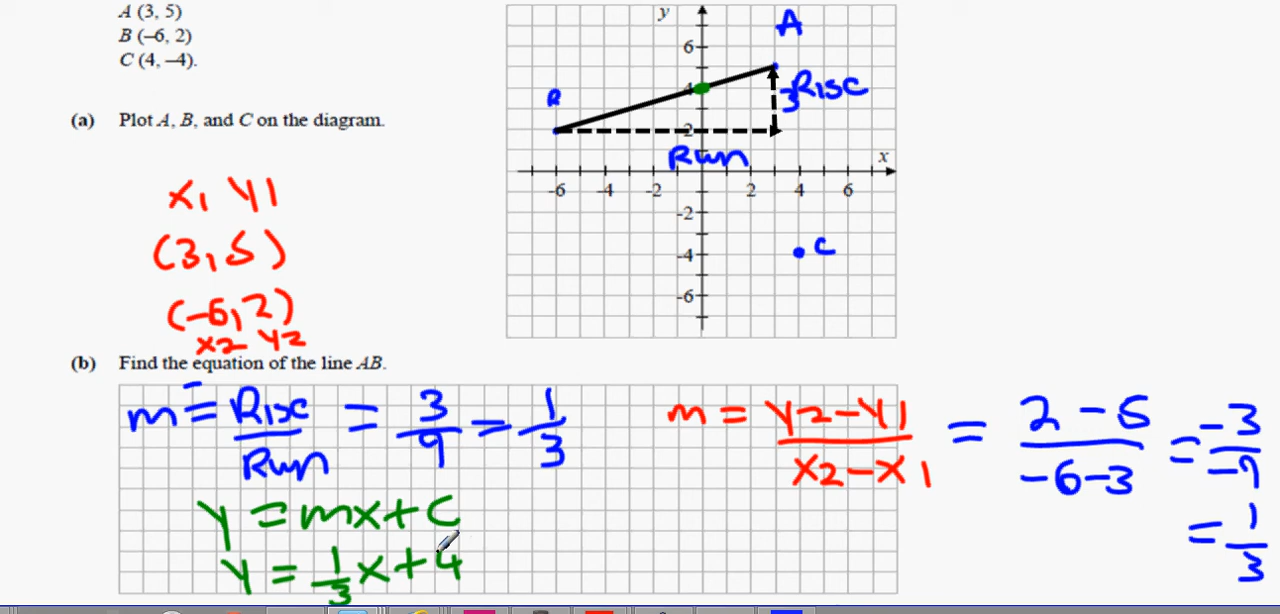 A (3, 5)
B (–6, 2)
C (4, –4).
(a) Plot A, B, and C on the diagram.
y
A
6
4
Rise
3
B
2
Run
x
-6 -4 -2 2 4 6
-2
-4
C
-6
x1 y1
(3, 5)
(-6, 2)
x2 y2
(b) Find the equation of the line AB.
m = Rise/Run = 3/9 = 1/3
m = y2-y1/x2-x1 = 2-5/-6-3 = -3/-9
= 1/3
y = mx+c
y = 1/3x+4